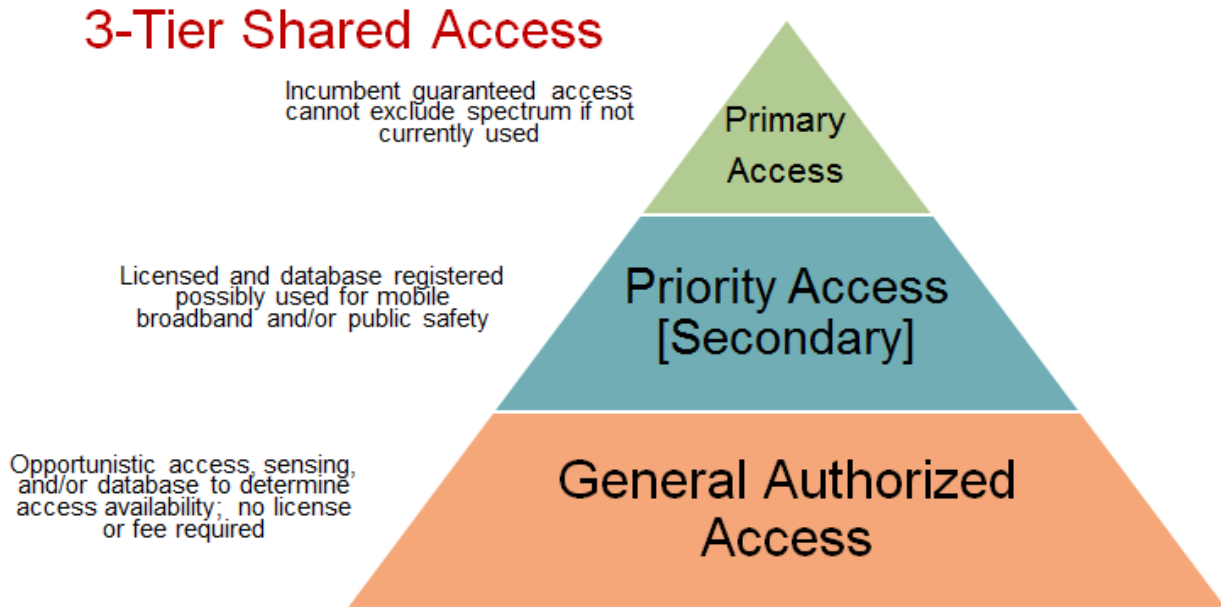 3-Tier Shared Access
Incumbent guaranteed access
cannot exclude spectrum if not
currently used
Primary
Access
Licensed and database registered
possibly used for mobile
broadband and/or public safety
Priority Access
[Secondary]
Opportunistic access, sensing,
and/or database to determine
access availability; no license
or fee required
General Authorized
Access